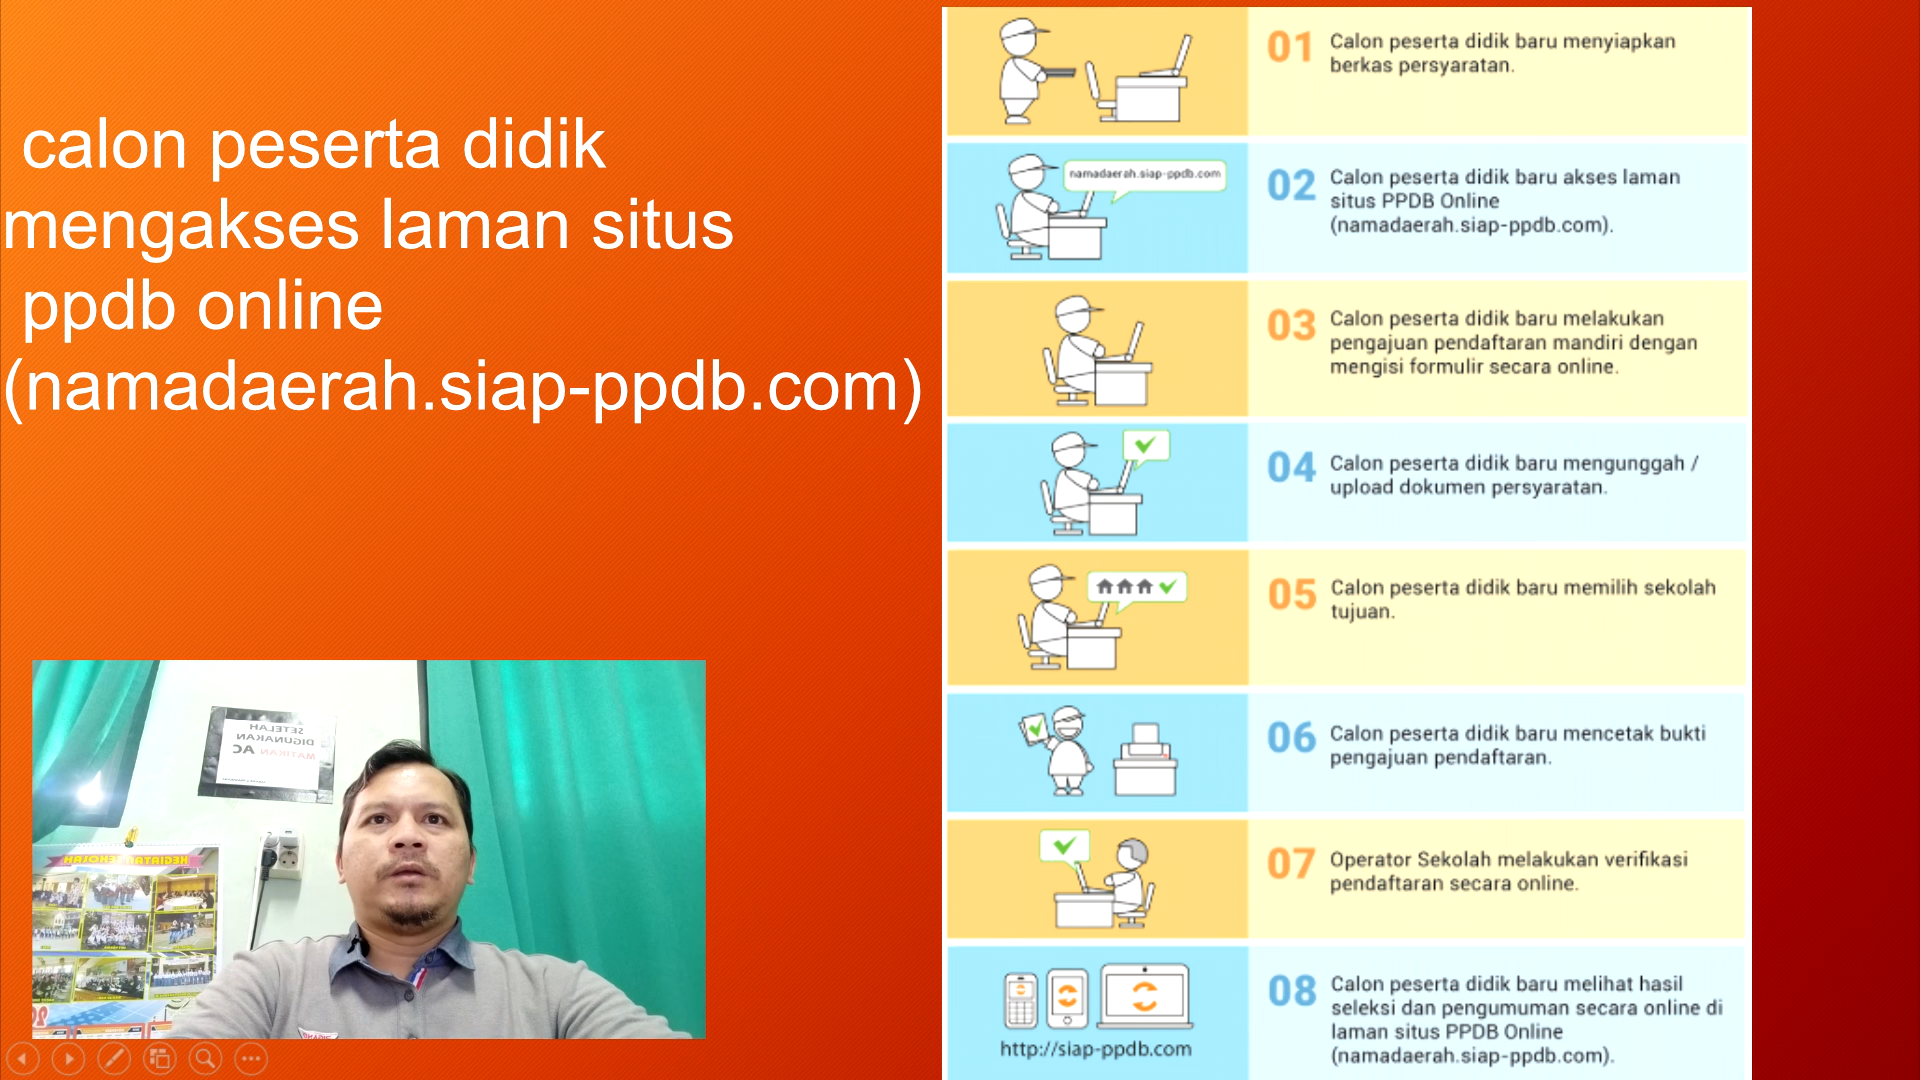 calon peserta didik
mengakses laman situs
ppdb online
(namadaerah.siap-ppdb.com)
01 Calon peserta didik baru menyiapkan
berkas persyaratan.
namadaerah.siap-ppdb.com
02 Calon peserta didik baru akses laman
situs PPDB Online
(namadaerah.siap-ppdb.com).
03 Calon peserta didik baru melakukan
pengajuan pendaftaran mandiri dengan
mengisi formulir secara online.
04 Calon peserta didik baru mengunggah /
upload dokumen persyaratan.
05 Calon peserta didik baru memilih sekolah
tujuan.
06 Calon peserta didik baru mencetak bukti
pengajuan pendaftaran.
07 Operator Sekolah melakukan verifikasi
pendaftaran secara online.
08 Calon peserta didik baru melihat hasil
seleksi dan pengumuman secara online di
laman situs PPDB Online
(namadaerah.siap-ppdb.com).
http://siap-ppdb.com
SETELAH
DIGUNAKAN
MATIKAN AC
KEGIATAN SEKOLAH